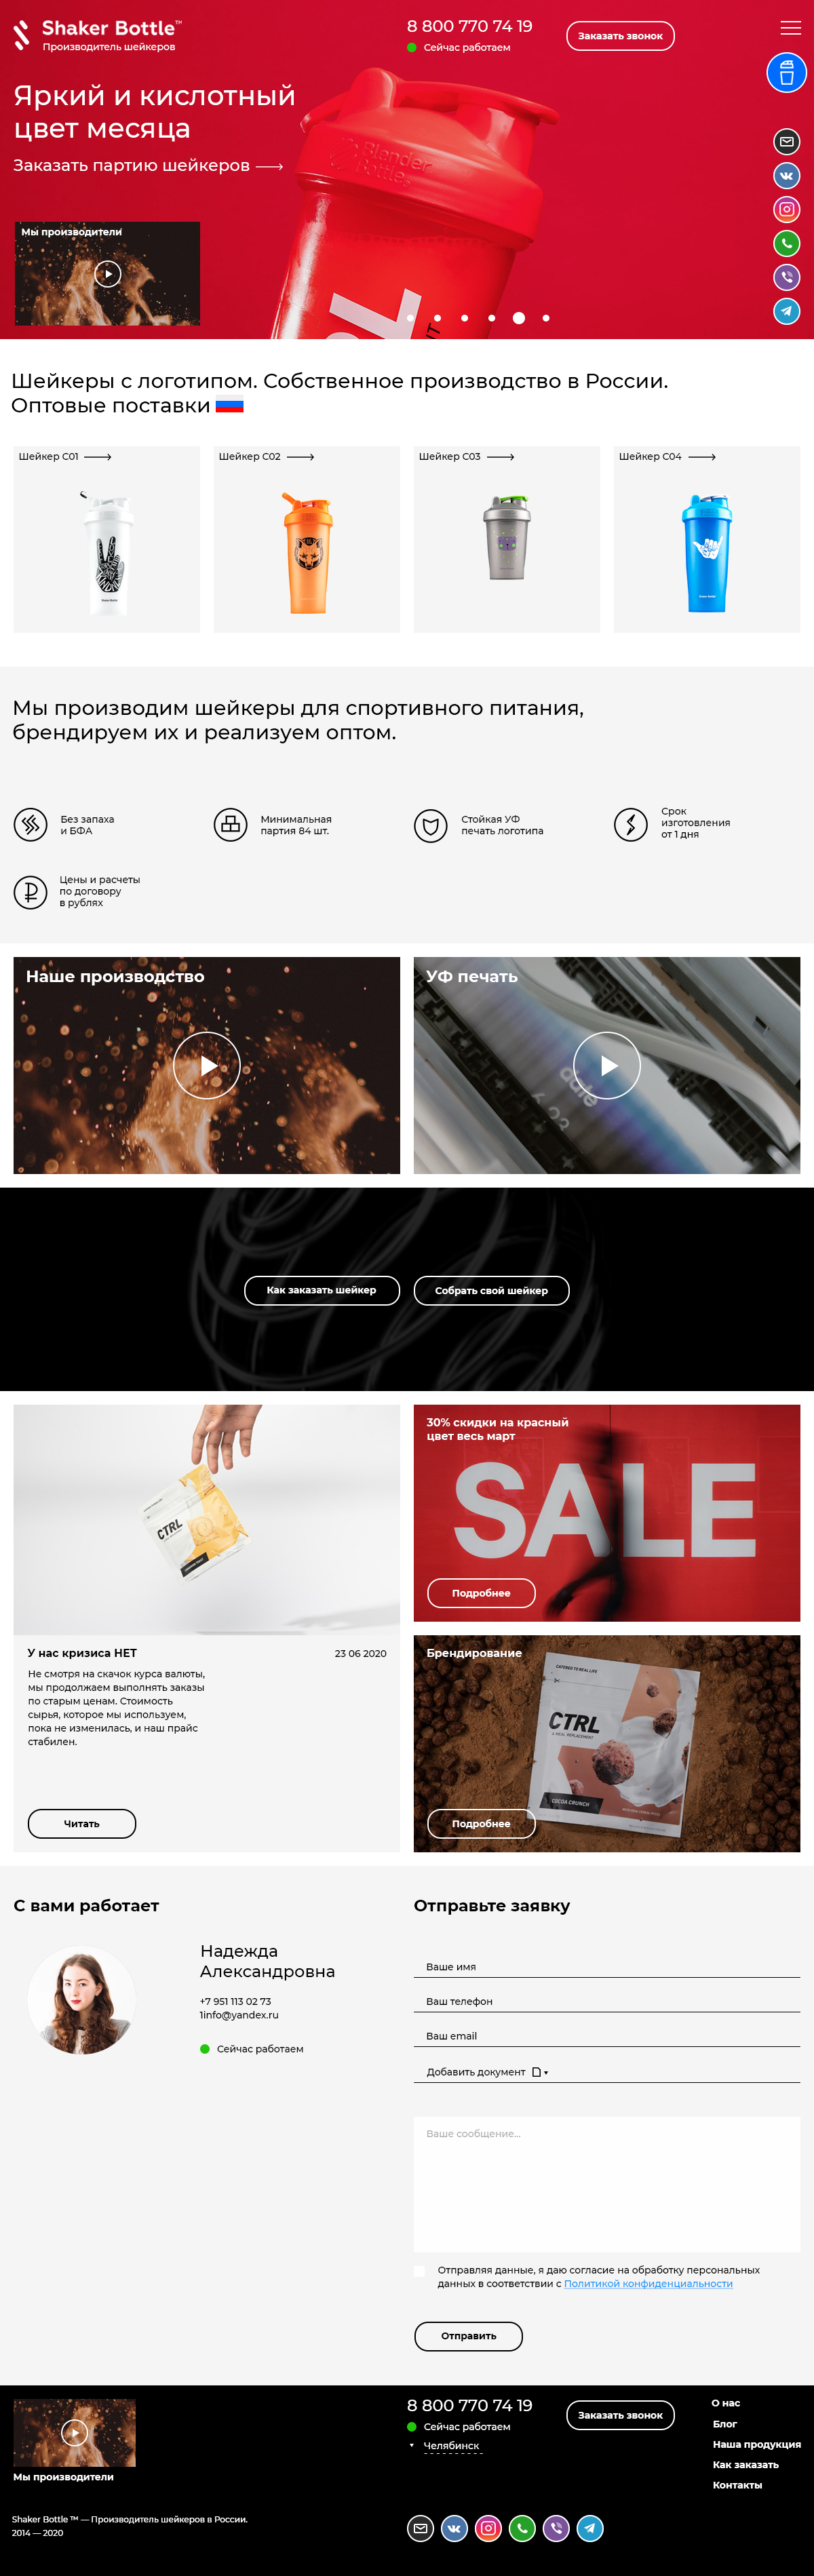 Shaker Bottle™
Производитель шейкеров
8 800 770 74 19
Сейчас работаем
Заказать звонок
Яркий и кислотный
цвет месяца
Заказать партию шейкеров
Blender
Bottle
Мы производители
Шейкеры с логотипом. Собственное производство в России.
Оптовые поставки
Шейкер С01
Шейкер С02
Шейкер С03
Шейкер С04
Мы производим шейкеры для спортивного питания,
брендируем их и реализуем оптом.
Без запаха
и БФА
Минимальная
партия 84 шт.
Стойкая УФ
печать логотипа
Срок
изготовления
от 1 дня
Цены и расчеты
по договору
в рублях
Наше производство
УФ печать
Как заказать шейкер
Собрать свой шейкер
CTRL
30% скидки на красный
цвет весь март
SALE
Подробнее
У нас кризиса НЕТ
23 06 2020
Не смотря на скачок курса валюты,
мы продолжаем выполнять заказы
по старым ценам. Стоимость
сырья, которое мы используем,
пока не изменилась, и наш прайс
стабилен.
Читать
Брендирование
CATERED TO REAL LIFE
CTRL
A MEAL REPLACEMENT
COCOA CRUNCH
Подробнее
С вами работает
Надежда
Александровна
+7 951 113 02 73
1info@yandex.ru
Сейчас работаем
Отправьте заявку
Ваше имя
Ваш телефон
Ваш email
Добавить документ
Ваше сообщение...
Отправляя данные, я даю согласие на обработку персональных
данных в соответствии с Политикой конфиденциальности
Отправить
Мы производители
8 800 770 74 19
Сейчас работаем
Челябинск
Заказать звонок
О нас
Блог
Наша продукция
Как заказать
Контакты
Shaker Bottle ™ — Производитель шейкеров в России.
2014 — 2020